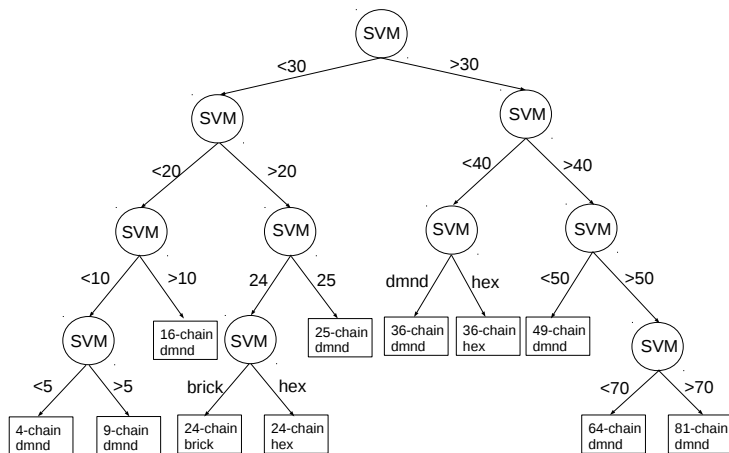 SVM
<30
>30
SVM
SVM
<20
>20
<40
>40
SVM
SVM
SVM
SVM
<10
>10
24
25
dmnd
hex
<50
>50
SVM
16-chain
dmnd
SVM
25-chain
dmnd
36-chain
dmnd
36-chain
hex
49-chain
dmnd
SVM
<5
>5
brick
hex
<70
>70
4-chain
dmnd
9-chain
dmnd
24-chain
brick
24-chain
hex
64-chain
dmnd
81-chain
dmnd